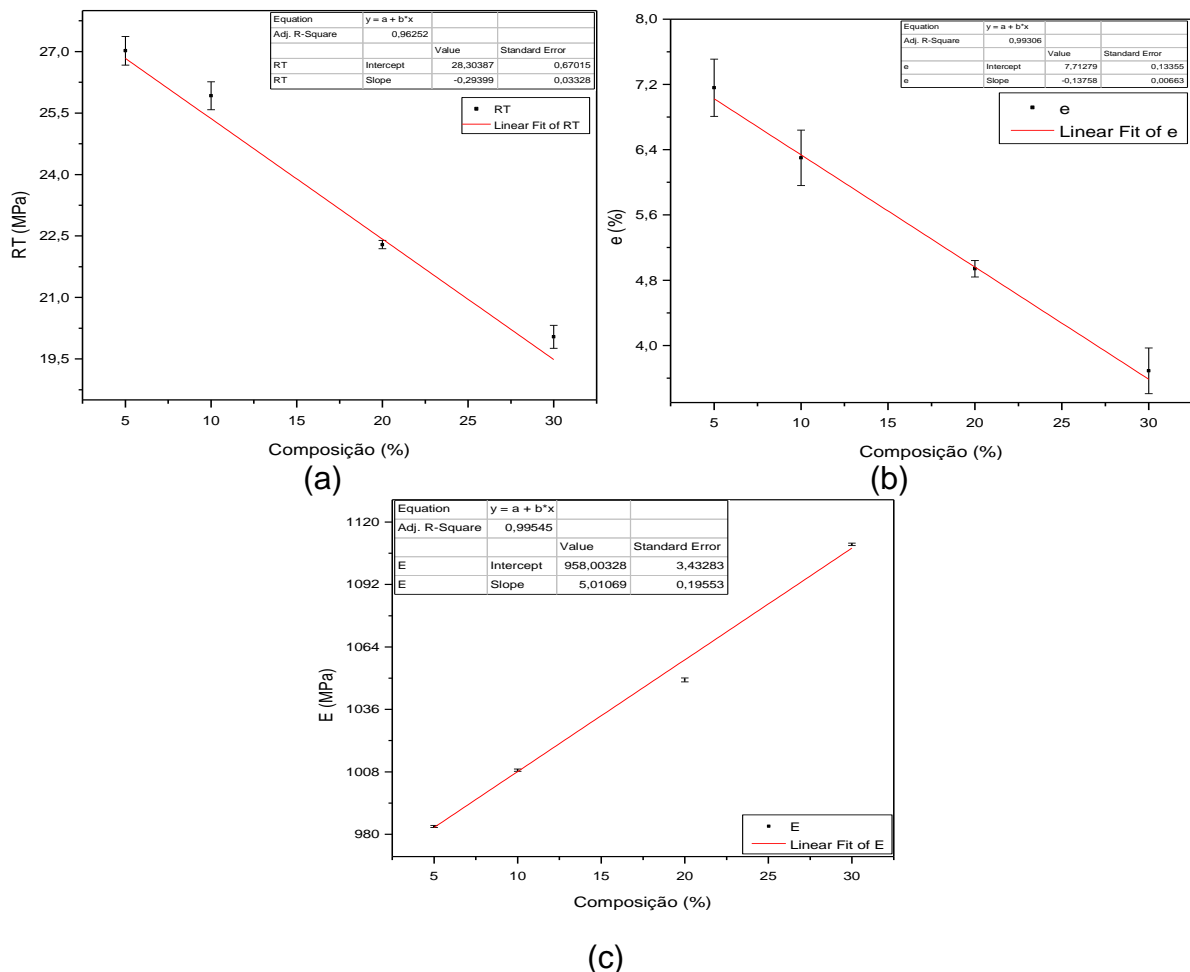 Equation y = a + b*x
Adj. R-Square 0,96252
Value Standard Error
RT Intercept 28,30387 0,67015
RT Slope -0,29399 0,03328
RT
Linear Fit of RT
27,0
25,5
24,0
22,5
21,0
19,5
RT (MPa)
5 10 15 20 25 30
Composição (%)
(a)
Equation y = a + b*x
Adj. R-Square 0,99306
Value Standard Error
e Intercept 7,71279 0,13355
e Slope -0,13758 0,00663
e
Linear Fit of e
8,0
7,2
6,4
5,6
4,8
4,0
e (%)
5 10 15 20 25 30
Composição (%)
(b)
Equation y = a + b*x
Adj. R-Square 0,99545
Value Standard Error
E Intercept 958,00328 3,43283
E Slope 5,01069 0,19553
1120
1092
1064
1036
1008
980
E (MPa)
E
Linear Fit of E
5 10 15 20 25 30
Composição (%)
(c)